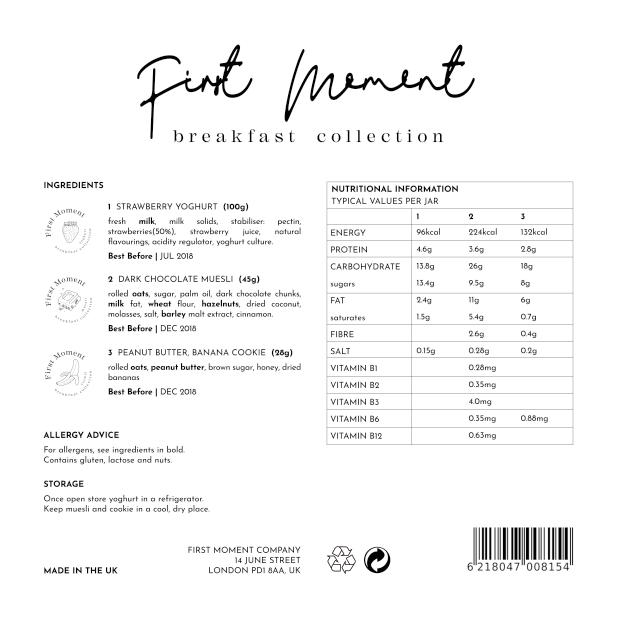 First Moment
breakfast collection
INGREDIENTS
First Moment
1 STRAWBERRY YOGHURT (100g)
fresh milk, milk solids, stabiliser: pectin,
strawberries(50%), strawberry juice, natural
flavourings, acidity regulator, yoghurt culture.
Best Before | JUL 2018
First Moment
2 DARK CHOCOLATE MUESLI (45g)
rolled oats, sugar, palm oil, dark chocolate chunks,
milk fat, wheat flour, hazelnuts, dried coconut,
molasses, salt, barley malt extract, cinnamon.
Best Before | DEC 2018
First Moment
3 PEANUT BUTTER, BANANA COOKIE (28g)
rolled oats, peanut butter, brown sugar, honey, dried
bananas
Best Before | DEC 2018
ALLERGY ADVICE
For allergens, see ingredients in bold.
Contains gluten, lactose and nuts.
STORAGE
Once open store yoghurt in a refrigerator.
Keep muesli and cookie in a cool, dry place.
NUTRITIONAL INFORMATION
TYPICAL VALUES PER JAR
1 2 3
ENERGY 96kcal 224kcal 132kcal
PROTEIN 4.6g 3.6g 2.8g
CARBOHYDRATE 13.8g 26g 18g
sugars 13.4g 9.5g 8g
FAT 2.4g 11g 6g
saturates 1.5g 5.4g 0.7g
FIBRE 2.6g 0.4g
SALT 0.15g 0.28g 0.2g
VITAMIN B1 0.28mg
VITAMIN B2 0.35mg
VITAMIN B3 4.0mg
VITAMIN B6 0.35mg 0.88mg
VITAMIN B12 0.63mg
MADE IN THE UK
FIRST MOMENT COMPANY
14 JUNE STREET
LONDON PD1 8AA, UK
6 218047 008154